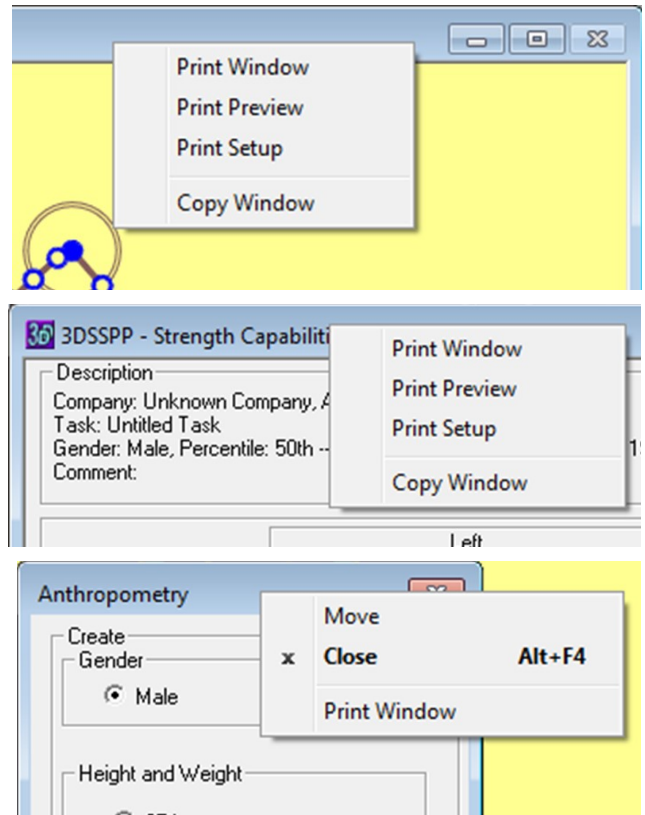 Print Window
Print Preview
Print Setup
Copy Window
3D 3DSSPP - Strength Capabiliti
Print Window
Print Preview
Print Setup
Copy Window
Description
Company: Unknown Company, A
Task: Untitled Task
Gender: Male, Percentile: 50th --
Comment:
Left
Anthropometry
Move
x Close Alt+F4
Print Window
Create
Gender
Male
Height and Weight